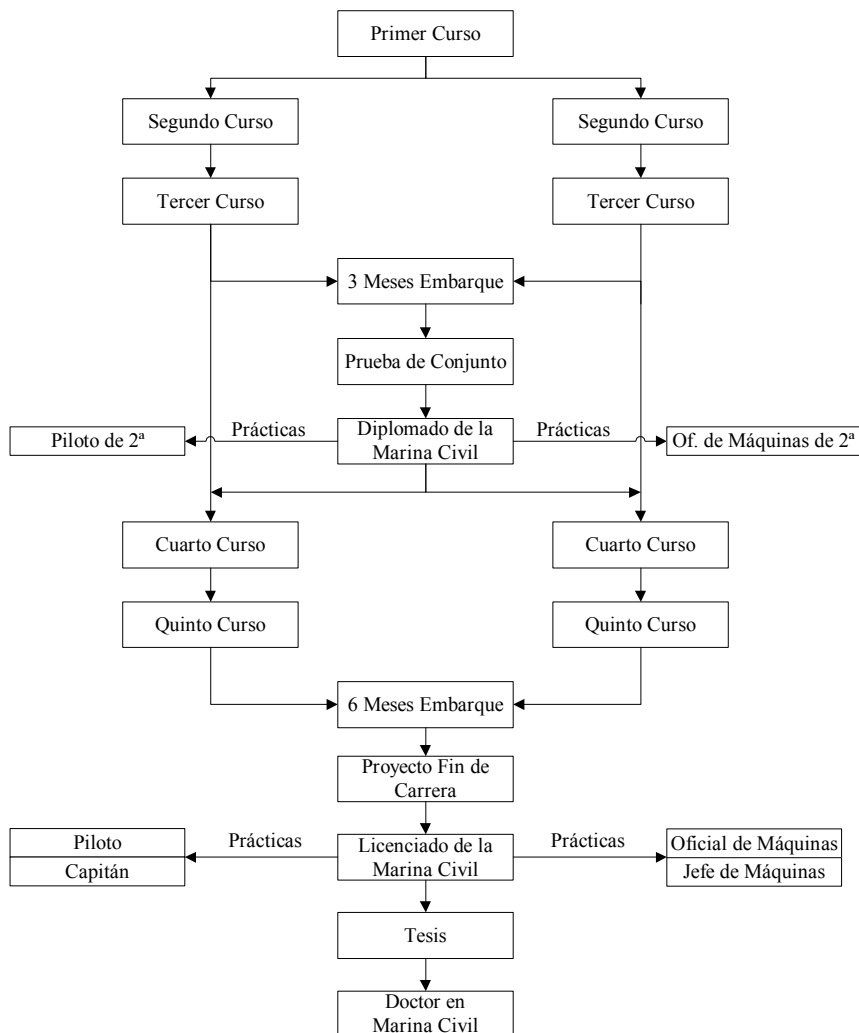 Primer Curso
Segundo Curso
Segundo Curso
Tercer Curso
Tercer Curso
3 Meses Embarque
Prueba de Conjunto
Piloto de 2ª
Prácticas
Diplomado de la
Marina Civil
Prácticas
Of. de Máquinas de 2ª
Cuarto Curso
Cuarto Curso
Quinto Curso
Quinto Curso
6 Meses Embarque
Proyecto Fin de
Carrera
Piloto
Capitán
Prácticas
Licenciado de la
Marina Civil
Prácticas
Oficial de Máquinas
Jefe de Máquinas
Tesis
Doctor en
Marina Civil